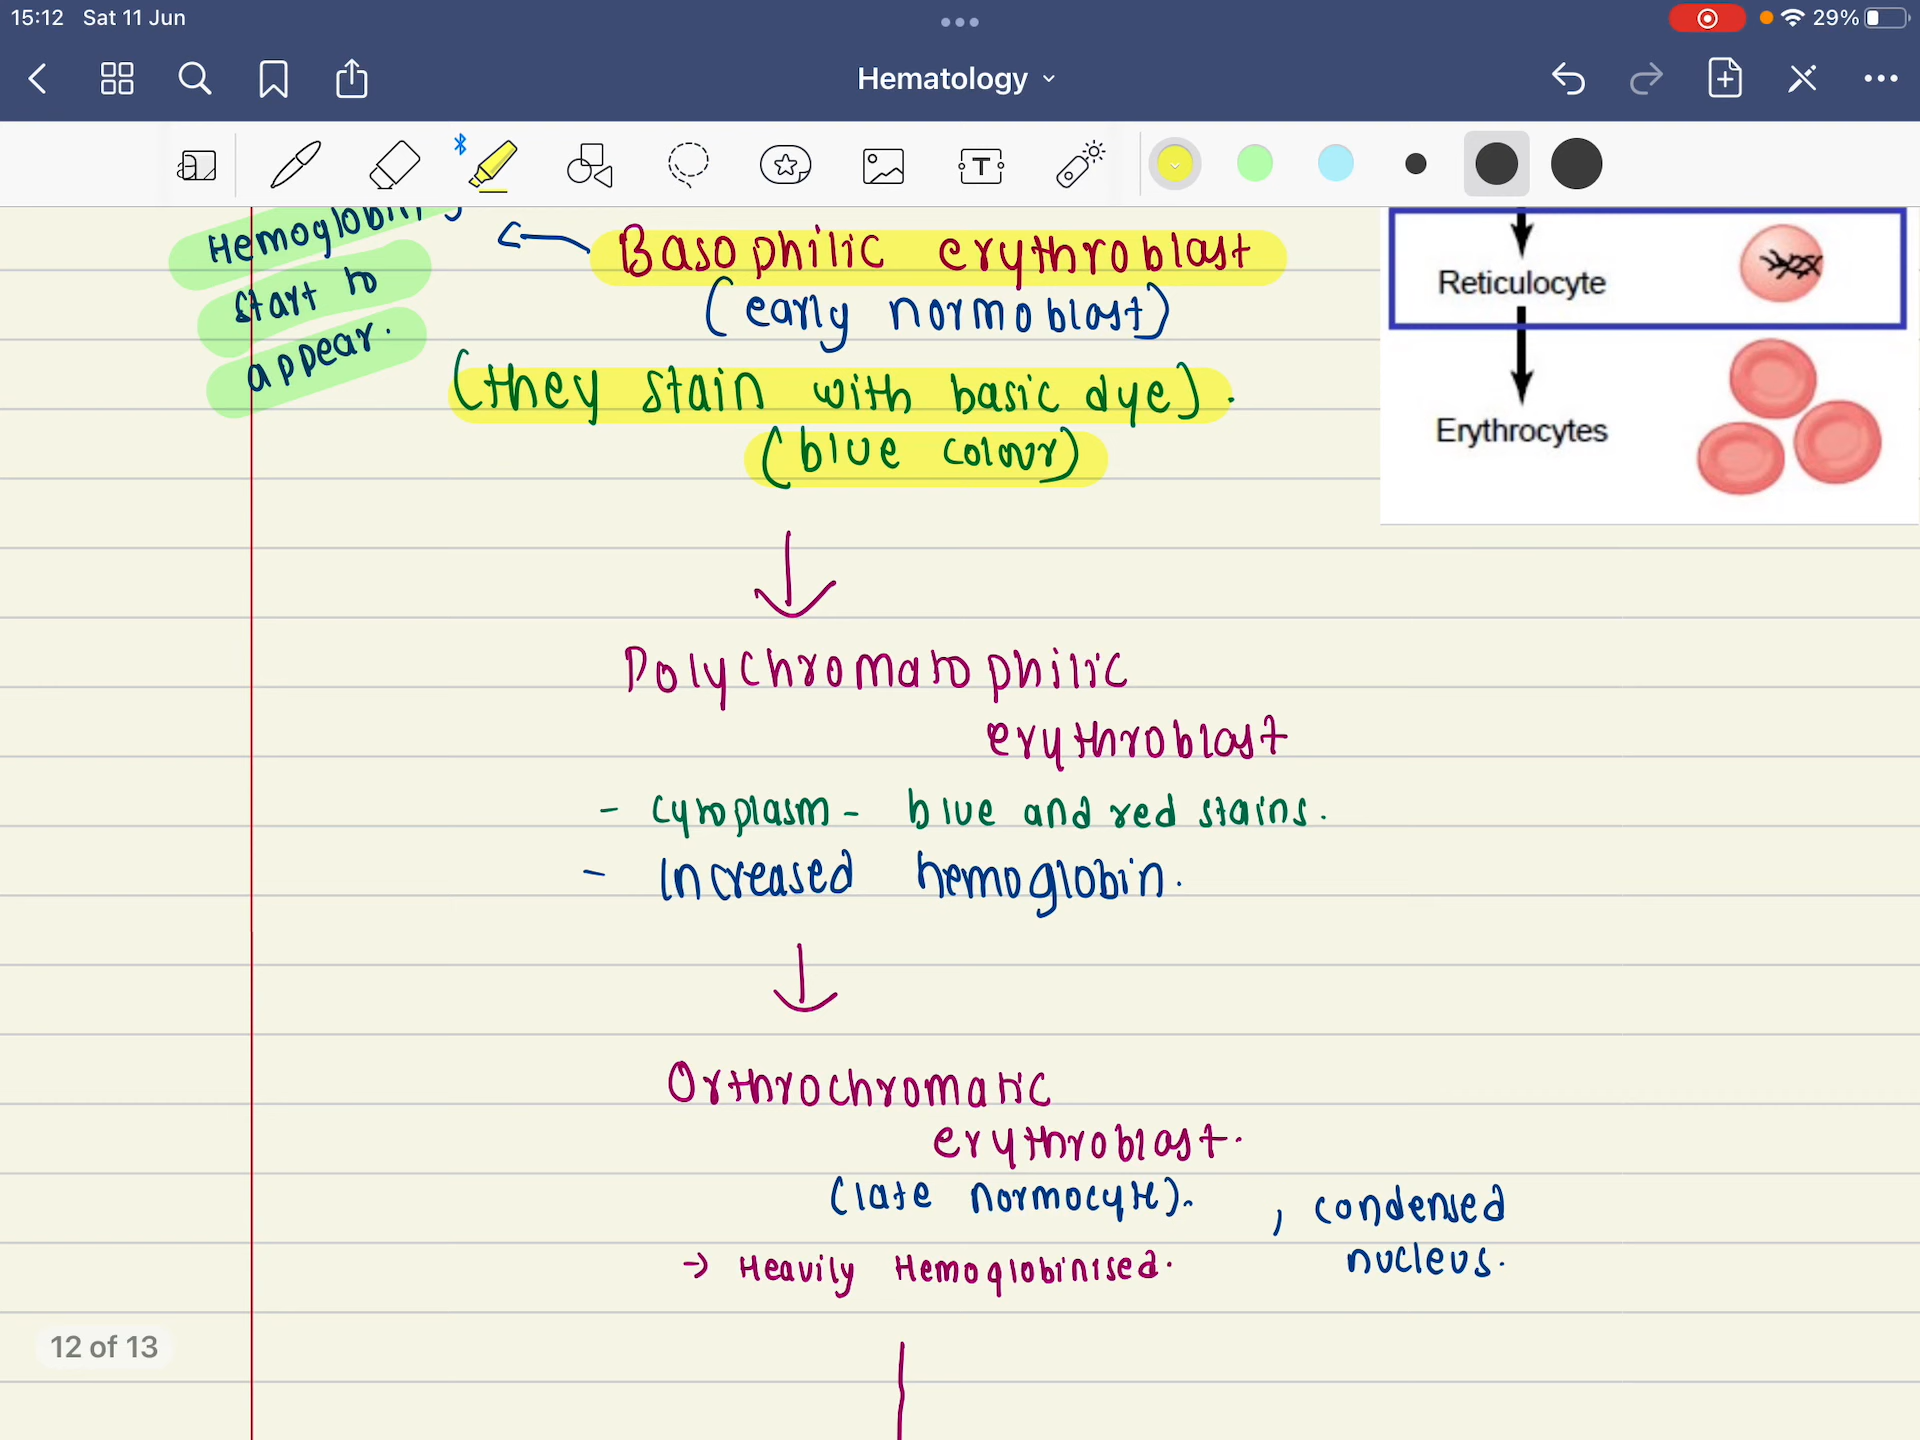 15:12 Sat 11 Jun
29%
Hematology
T
Hemoglobin
start to
appear.
Basophilic erythroblast
(early normoblast)
(they stain with basic dye).
(blue colour)
Reticulocyte
Erythrocytes
Polychromatophilic
erythroblast
- cytoplasm - blue and red stains.
- Increased hemoglobin.
Orthrochromatic
erythroblast.
(late normocyte).
, condensed
nucleus.
→ Heavily Hemoglobinised.
12 of 13